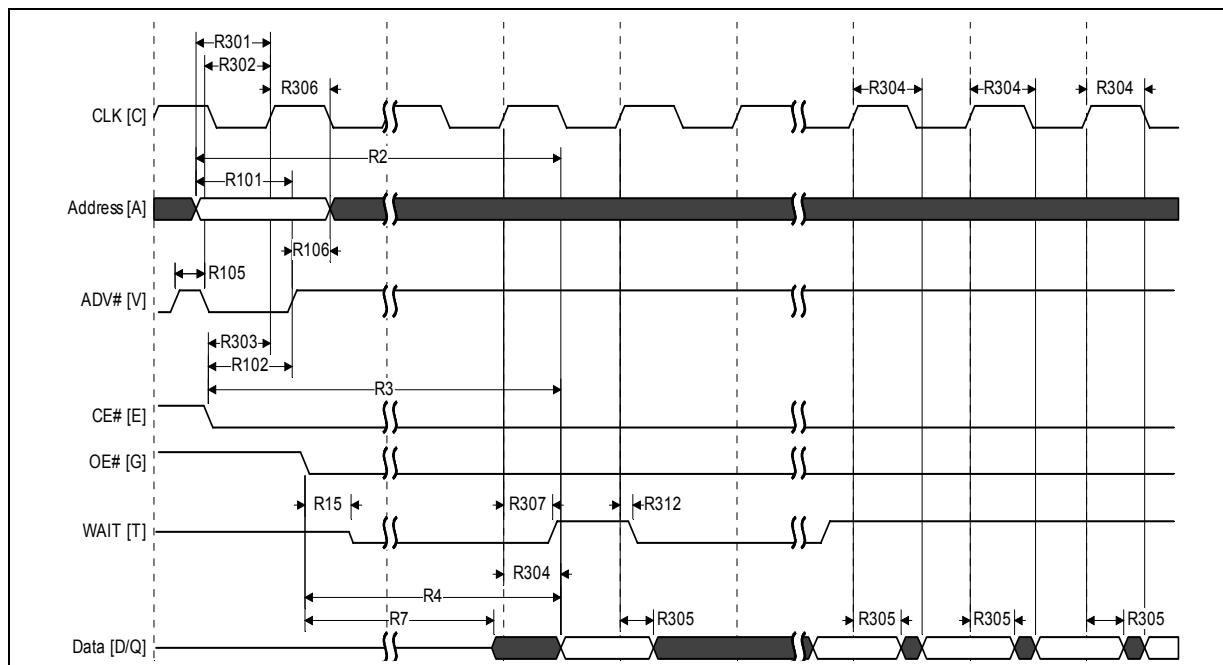 R301
R302
R306
R304
R304
R304
CLK [C]
R2
R101
Address [A]
R106
R105
ADV# [V]
R303
R102
R3
CE# [E]
OE# [G]
R15
R307
R312
WAIT [T]
R304
R4
R7
R305
R305
R305
R305
Data [D/Q]